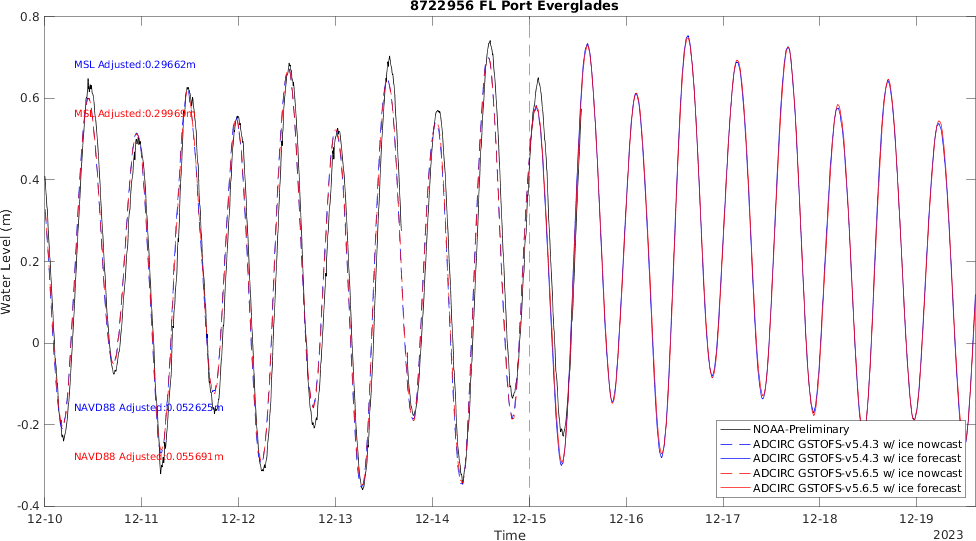 8722956 FL Port Everglades
0.8
0.6
0.4
0.2
0
-0.2
-0.4
Water Level (m)
MSL Adjusted:0.29662m
MSL Adjusted:0.29969m
NAVD88 Adjusted:0.052625m
NAVD88 Adjusted:0.055691m
NOAA-Preliminary
ADCIRC GSTOFS-v5.4.3 w/ ice nowcast
ADCIRC GSTOFS-v5.4.3 w/ ice forecast
ADCIRC GSTOFS-v5.6.5 w/ ice nowcast
ADCIRC GSTOFS-v5.6.5 w/ ice forecast
12-10 12-11 12-12 12-13 12-14 12-15 12-16 12-17 12-18 12-19
Time
2023